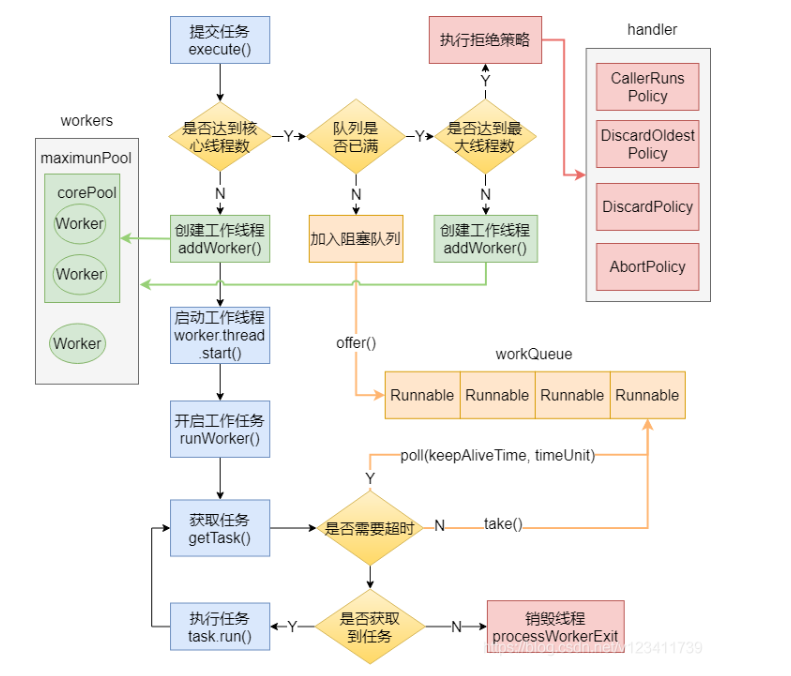 提交任务
execute()
执行拒绝策略
handler
CallerRuns
Policy
DiscardOldest
Policy
DiscardPolicy
AbortPolicy
workers
maximunPool
corePool
Worker
Worker
Worker
是否达到核
心线程数
Y
队列是
否已满
Y
是否达到最
大线程数
Y
N
N
N
创建工作线程
addWorker()
加入阻塞队列
创建工作线程
addWorker()
启动工作线程
worker.thread
.start()
offer()
workQueue
Runnable
Runnable
Runnable
Runnable
开启工作任务
runWorker()
poll(keepAliveTime, timeUnit)
Y
获取任务
getTask()
是否需要超时
N
take()
执行任务
task.run()
Y
是否获取
到任务
N
销毁线程
processWorkerExit
https://blog.csdn.net/v123411739